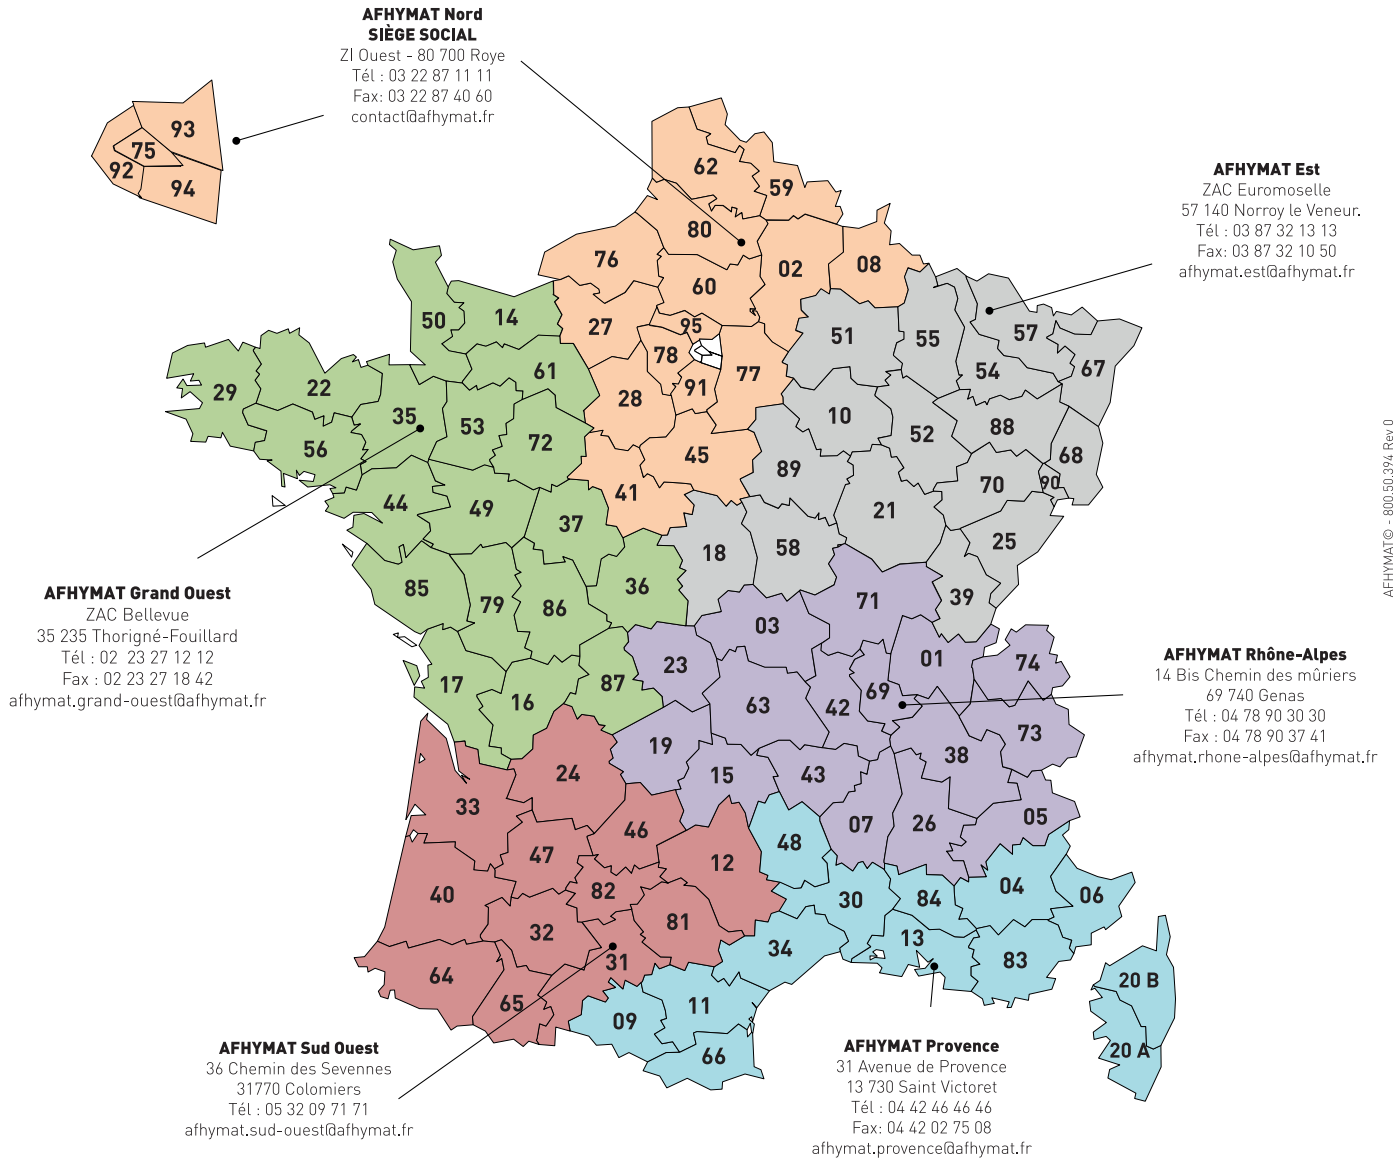 AFHYMAT Nord
SIÈGE SOCIAL
ZI Ouest - 80 700 Roye
Tél : 03 22 87 11 11
Fax: 03 22 87 40 60
contact@afhymat.fr
93
75
92
94
62
59
80
76
02
08
60
27
95
78
77
91
28
45
41
AFHYMAT Est
ZAC Euromoselle
57 140 Norroy le Veneur.
Tél : 03 87 32 13 13
Fax: 03 87 32 10 50
afhymat.est@afhymat.fr
51
55
57
54
67
10
52
88
68
89
70
90
21
25
18
58
39
50
14
61
29
22
35
53
72
56
44
49
37
85
79
86
36
17
16
87
AFHYMAT Grand Ouest
ZAC Bellevue
35 235 Thorigné-Fouillard
Tél : 02 23 27 12 12
Fax : 02 23 27 18 42
afhymat.grand-ouest@afhymat.fr
71
03
23
01
74
63
42
69
73
19
38
15
43
07
26
05
AFHYMAT Rhône-Alpes
14 Bis Chemin des mûriers
69 740 Genas
Tél : 04 78 90 30 30
Fax : 04 78 90 37 41
afhymat.rhone-alpes@afhymat.fr
24
33
46
47
12
40
82
32
81
31
64
65
48
30
84
04
06
34
13
83
11
09
66
20 B
20 A
AFHYMAT Sud Ouest
36 Chemin des Sevennes
31770 Colomiers
Tél : 05 32 09 71 71
afhymat.sud-ouest@afhymat.fr
AFHYMAT Provence
31 Avenue de Provence
13 730 Saint Victoret
Tél : 04 42 46 46 46
Fax: 04 42 02 75 08
afhymat.provence@afhymat.fr
AFHYMAT© - 800.50.394 Rev 0